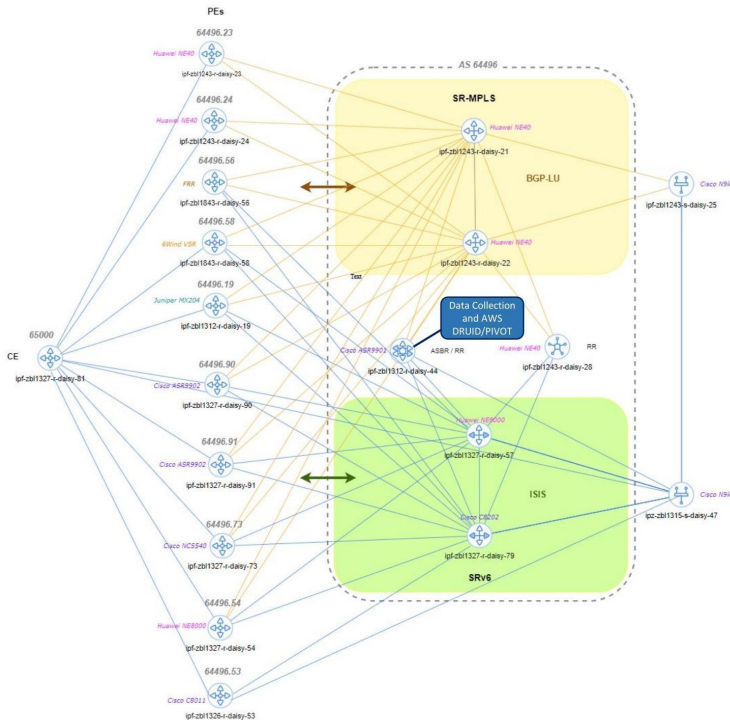 PEs
64496.23
Huawei NE40
ipf-zbl1243-r-daisy-23
64496.24
Huawei NE40
ipf-zbl1243-r-daisy-24
64496.56
FRR
ipf-zbl1843-r-daisy-56
64496.58
6Wind VSR
ipf-zbl1843-r-daisy-58
64496.19
Juniper MX204
ipf-zbl1312-r-daisy-19
65000
CE
ipf-zbl1327-r-daisy-81
64496.90
Cisco ASR9902
ipf-zbl1327-r-daisy-90
64496.91
Cisco ASR9902
ipf-zbl1327-r-daisy-91
64496.73
Cisco NC5540
ipf-zbl1327-r-daisy-73
64496.54
Huawei NE8000
ipf-zbl1327-r-daisy-54
64496.53
Cisco C8011
ipf-zbl1326-r-daisy-53
AS 64496
SR-MPLS
Huawei NE40
ipf-zbl1243-r-daisy-21
BGP-LU
Huawei NE40
ipf-zbl1243-r-daisy-22
Text
Data Collection
and AWS
DRUID/PIVOT
Cisco ASR9901
ASBR / RR
ipf-zbl1312-r-daisy-44
Huawei NE40
RR
ipf-zbl1243-r-daisy-28
Huawei NE8000
ipf-zbl1327-r-daisy-57
ISIS
Cisco C8202
ipf-zbl1327-r-daisy-79
SRv6
Cisco N9k
ipf-zbl1243-s-daisy-25
Cisco N9k
ipz-zbl1315-s-daisy-47